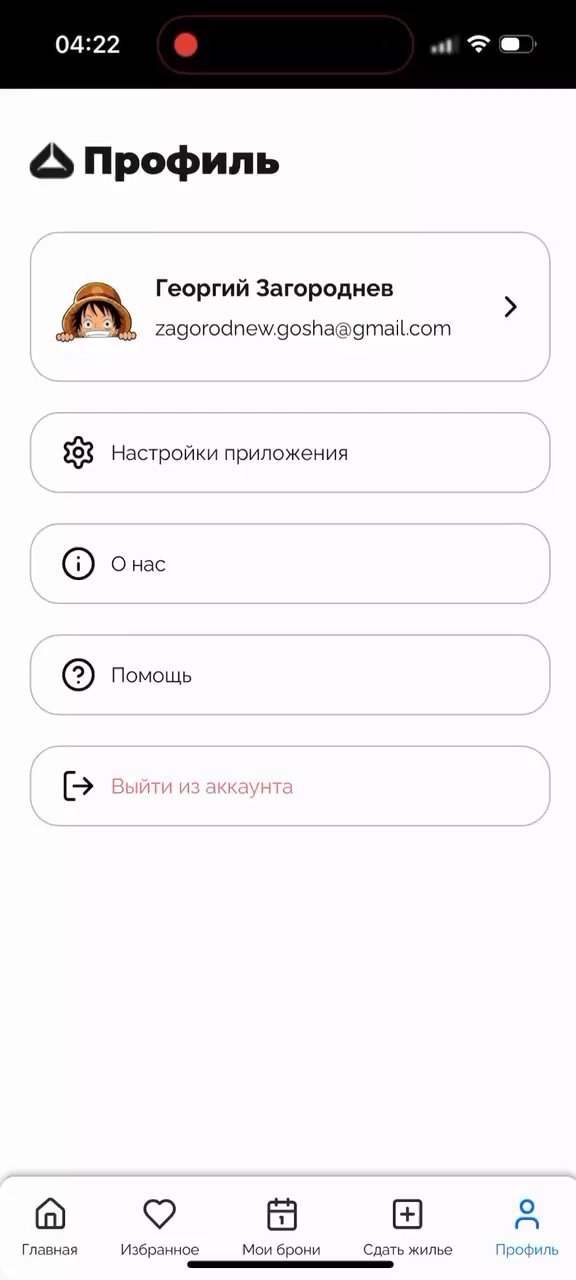 04:22
Профиль
Георгий Загороднев
zagorodnew.gosha@gmail.com
Настройки приложения
О нас
Помощь
Выйти из аккаунта
1
Главная Избранное Мои брони Сдать жилье Профиль